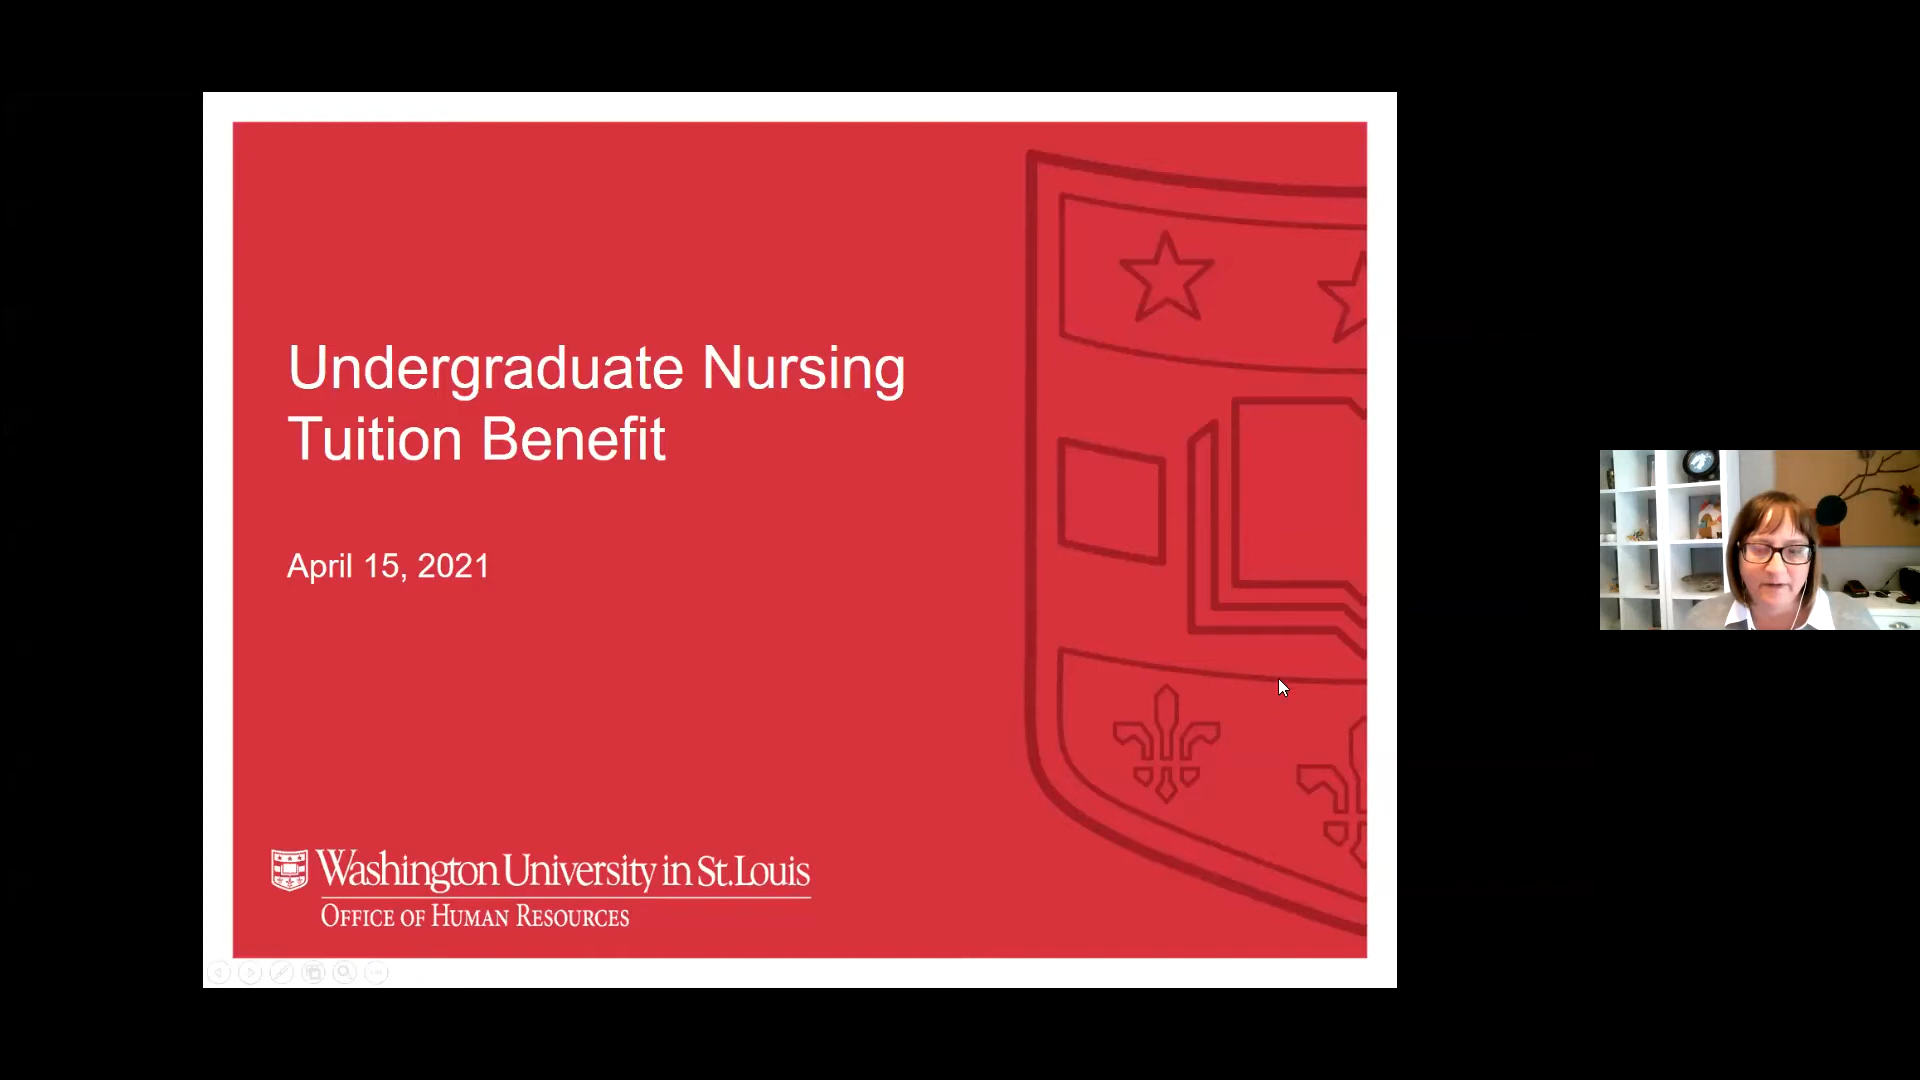 Undergraduate Nursing
Tuition Benefit
April 15, 2021
Washington University in St. Louis
OFFICE OF HUMAN RESOURCES